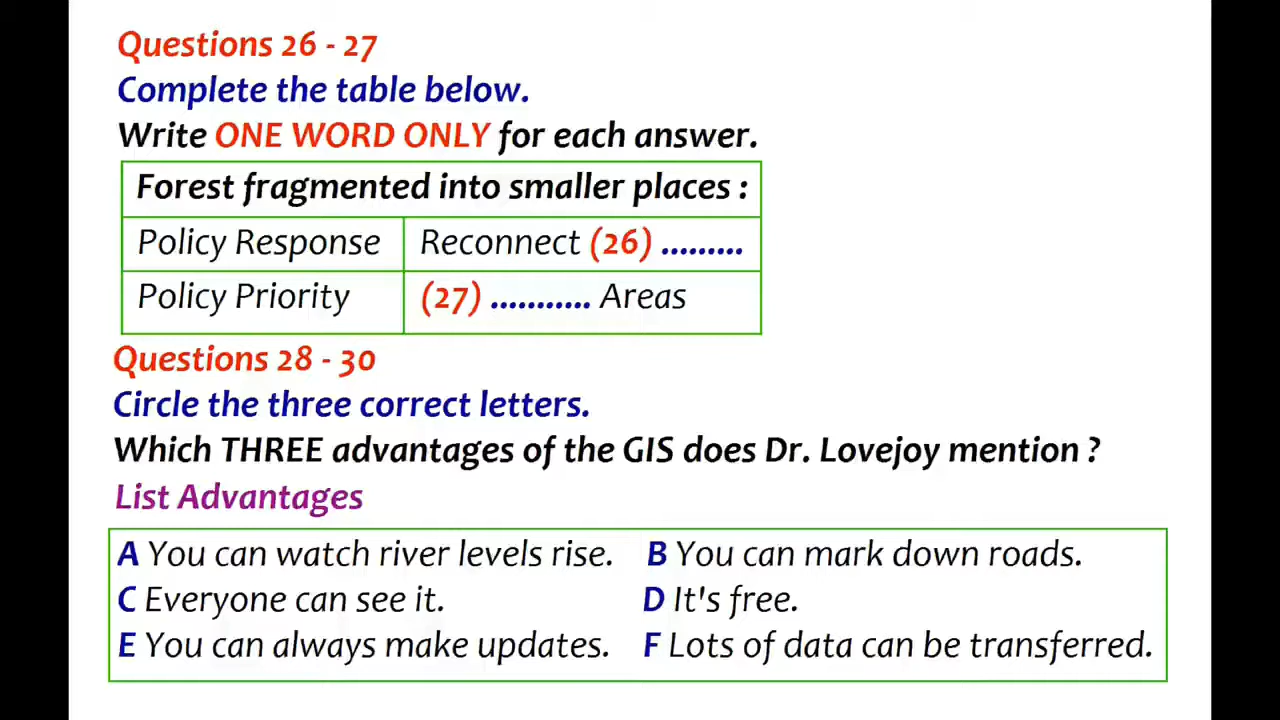 Questions 26 - 27
Complete the table below.
Write ONE WORD ONLY for each answer.
Forest fragmented into smaller places :
Policy Response Reconnect (26) .........
Policy Priority (27) ........... Areas
Questions 28 - 30
Circle the three correct letters.
Which THREE advantages of the GIS does Dr. Lovejoy mention ?
List Advantages
A You can watch river levels rise. B You can mark down roads.
C Everyone can see it. D It's free.
E You can always make updates. F Lots of data can be transferred.